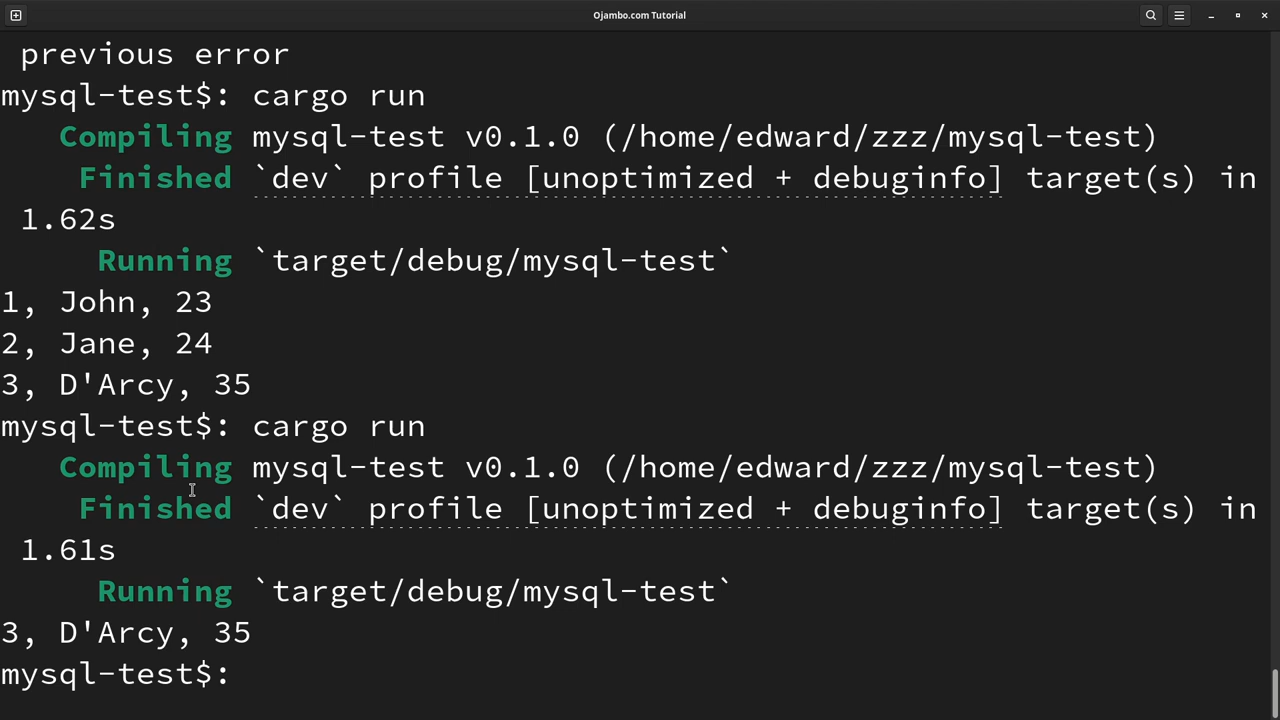 Ojambo.com Tutorial
previous error
mysql-test$: cargo run
Compiling mysql-test v0.1.0 (/home/edward/zzz/mysql-test)
Finished `dev` profile [unoptimized + debuginfo] target(s) in
1.62s
Running `target/debug/mysql-test`
1, John, 23
2, Jane, 24
3, D'Arcy, 35
mysql-test$: cargo run
Compiling mysql-test v0.1.0 (/home/edward/zzz/mysql-test)
Finished `dev` profile [unoptimized + debuginfo] target(s) in
1.61s
Running `target/debug/mysql-test`
3, D'Arcy, 35
mysql-test$: